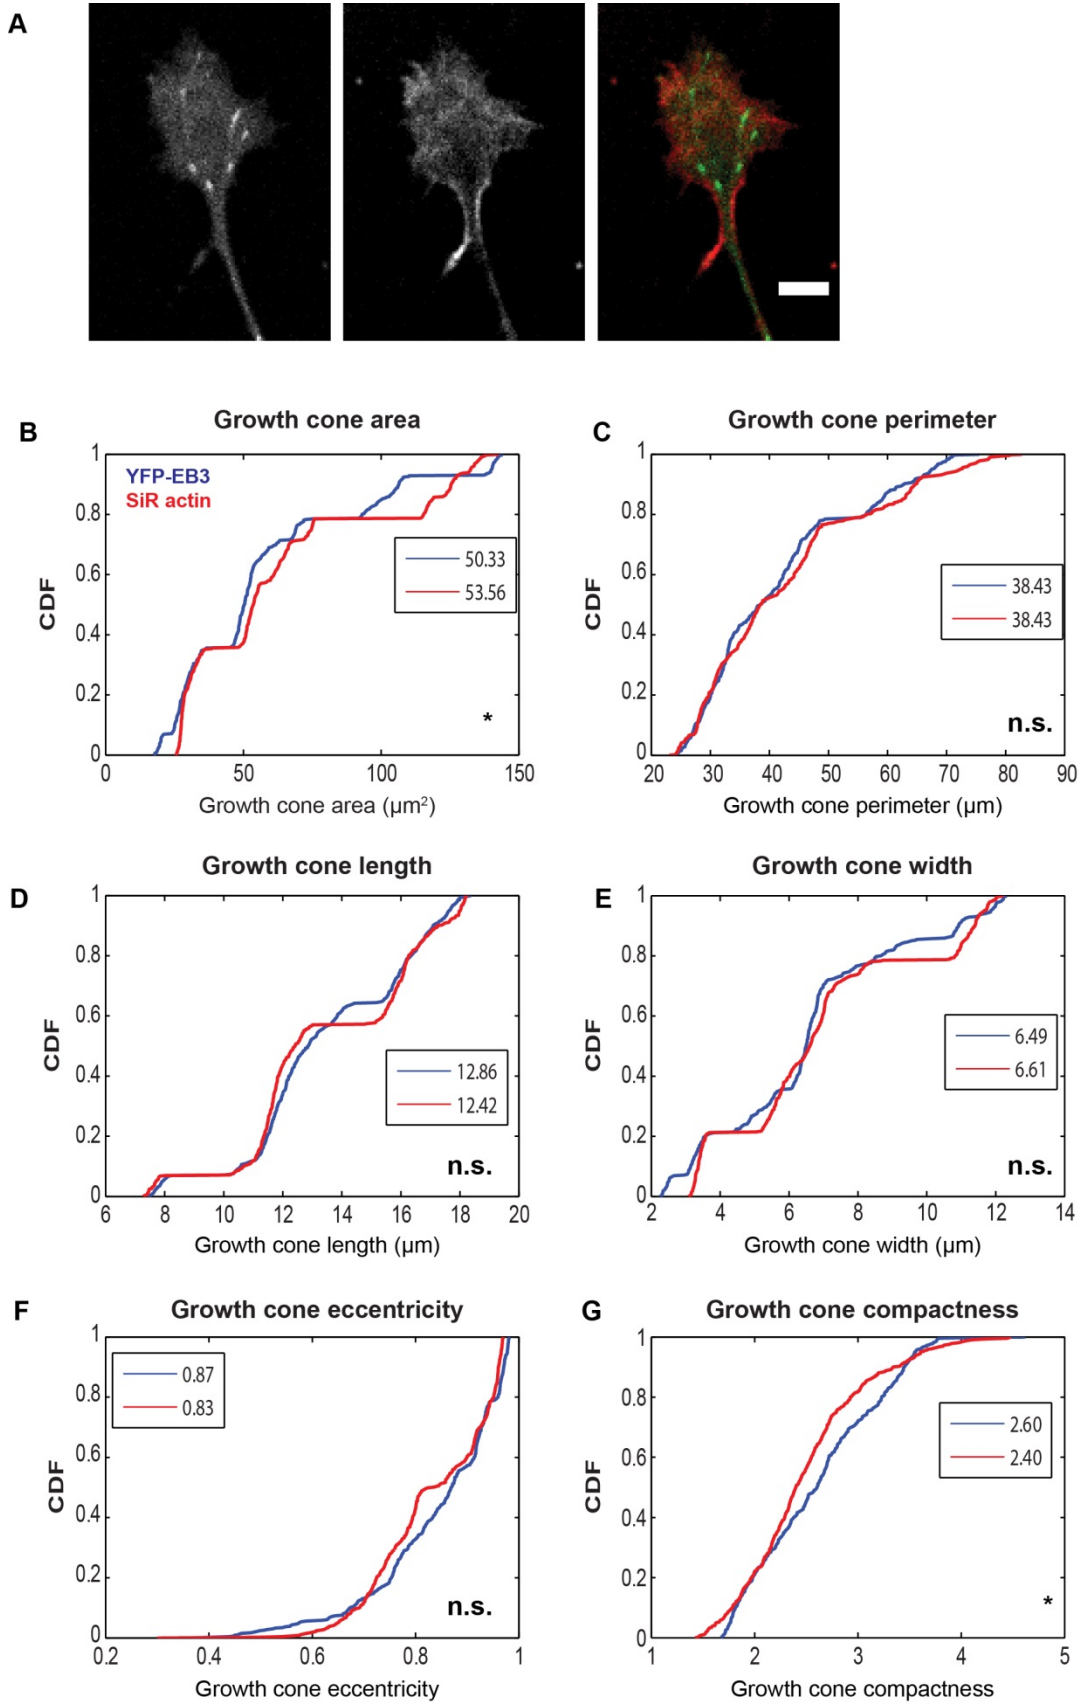 A
B
Growth cone area
1
0.8
0.6
0.4
0.2
0
CDF
YFP-EB3
SiR actin
50.33
53.56
*
0
50
100
150
Growth cone area (µm²)
C
Growth cone perimeter
1
0.8
0.6
0.4
0.2
0
CDF
38.43
38.43
n.s.
20
30
40
50
60
70
80
90
Growth cone perimeter (µm)
D
Growth cone length
1
0.8
0.6
0.4
0.2
0
CDF
12.86
12.42
n.s.
6
8
10
12
14
16
18
20
Growth cone length (µm)
E
Growth cone width
1
0.8
0.6
0.4
0.2
0
CDF
6.49
6.61
n.s.
2
4
6
8
10
12
14
Growth cone width (µm)
F
Growth cone eccentricity
1
0.8
0.6
0.4
0.2
0
CDF
0.87
0.83
n.s.
0.2
0.4
0.6
0.8
1
Growth cone eccentricity
G
Growth cone compactness
1
0.8
0.6
0.4
0.2
0
CDF
2.60
2.40
*
1
2
3
4
5
Growth cone compactness